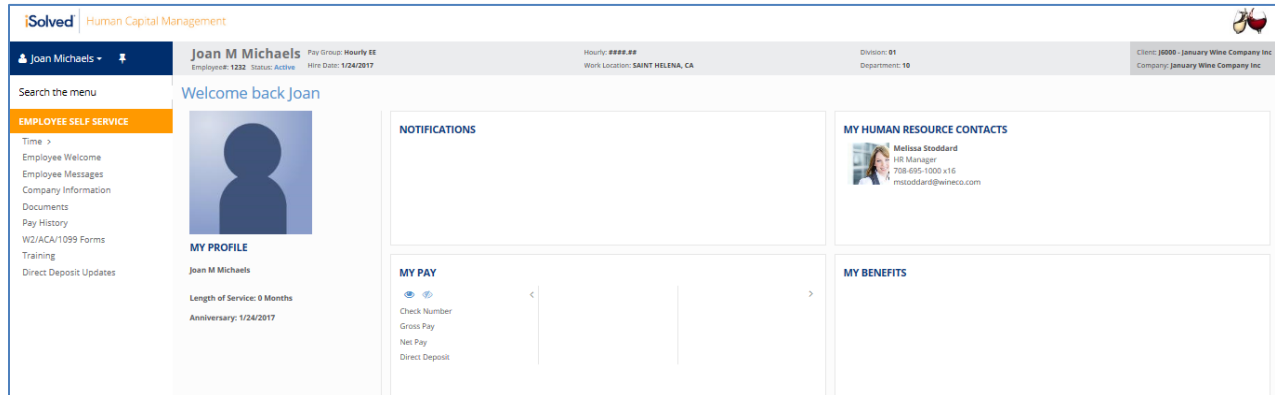 iSolved Human Capital Management
Joan Michaels
Joan M Michaels Pay Group: Hourly EE
Employee#: 1232 Status: Active Hire Date: 1/24/2017
Hourly: ####.##
Work Location: SAINT HELENA, CA
Division: 01
Department: 10
Client: J6000 - January Wine Company Inc
Company: January Wine Company Inc
Search the menu
EMPLOYEE SELF SERVICE
Time >
Employee Welcome
Employee Messages
Company Information
Documents
Pay History
W2/ACA/1099 Forms
Training
Direct Deposit Updates
Welcome back Joan
MY PROFILE
Joan M Michaels
Length of Service: 0 Months
Anniversary: 1/24/2017
NOTIFICATIONS
MY HUMAN RESOURCE CONTACTS
Melissa Stoddard
HR Manager
708-695-1000 x16
mstoddard@wineco.com
MY PAY
Check Number
Gross Pay
Net Pay
Direct Deposit
MY BENEFITS